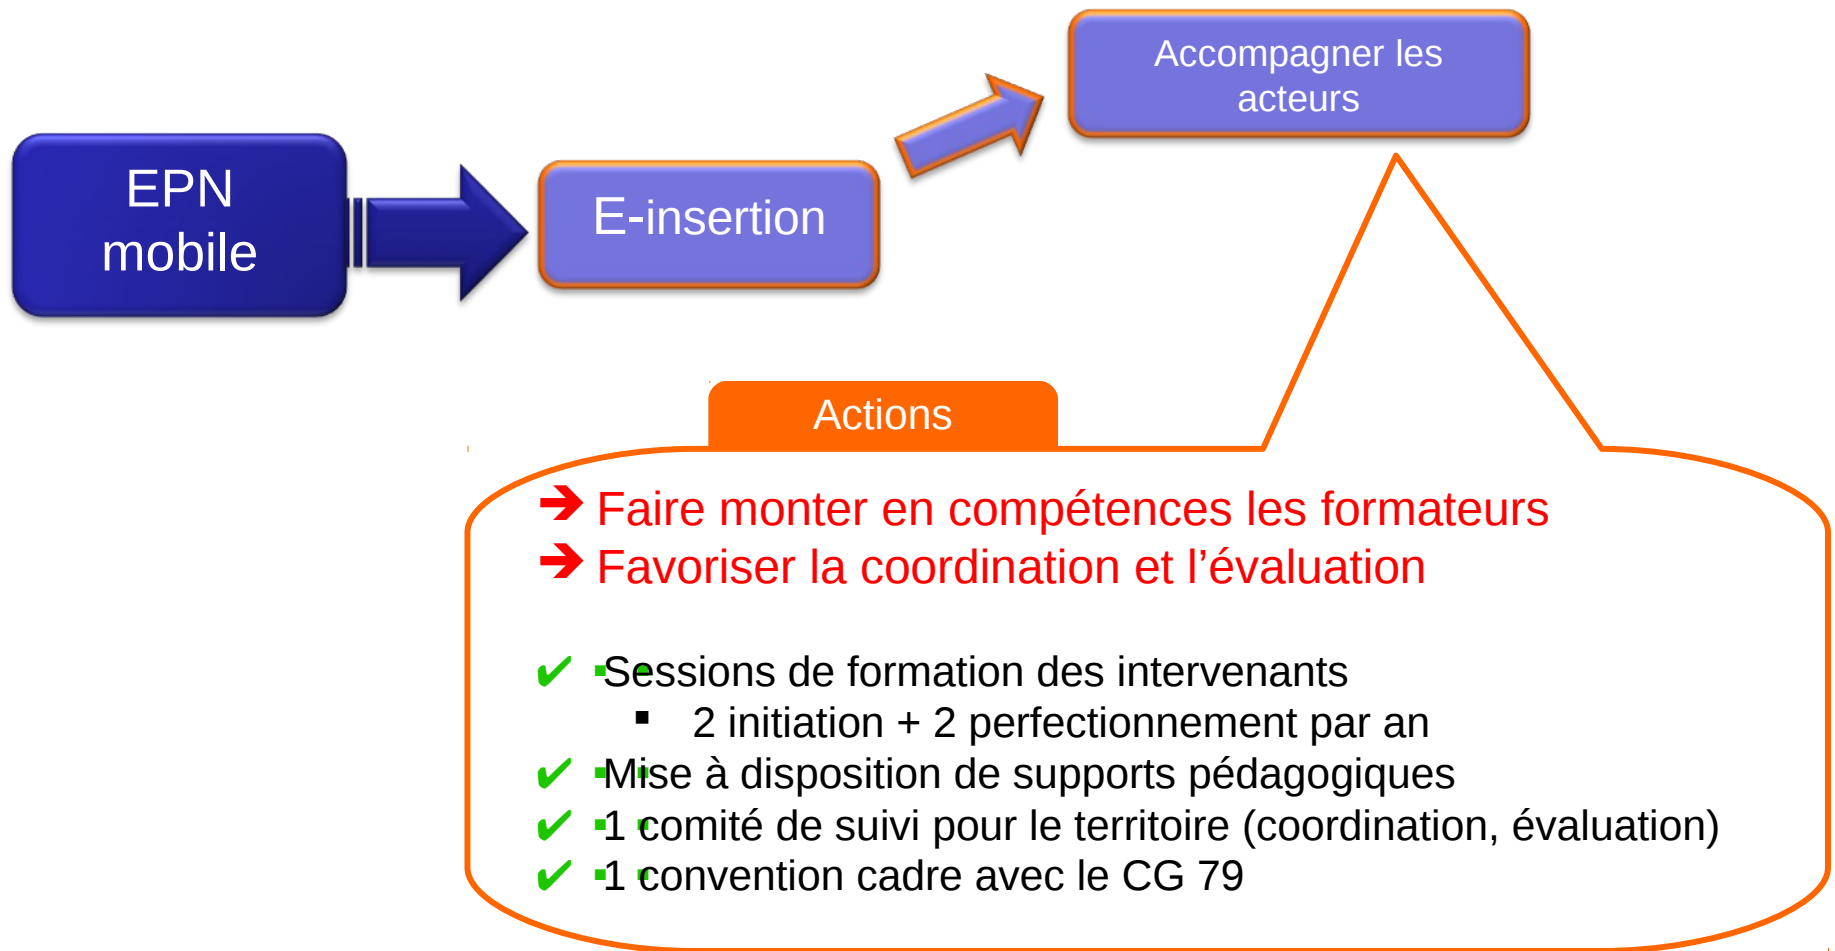 Accompagner les
acteurs
EPN
mobile
E-insertion
Actions
➔ Faire monter en compétences les formateurs
➔ Favoriser la coordination et l’évaluation
✔ Sessions de formation des intervenants
▪ 2 initiation + 2 perfectionnement par an
✔ Mise à disposition de supports pédagogiques
✔ 1 comité de suivi pour le territoire (coordination, évaluation)
✔ 1 convention cadre avec le CG 79